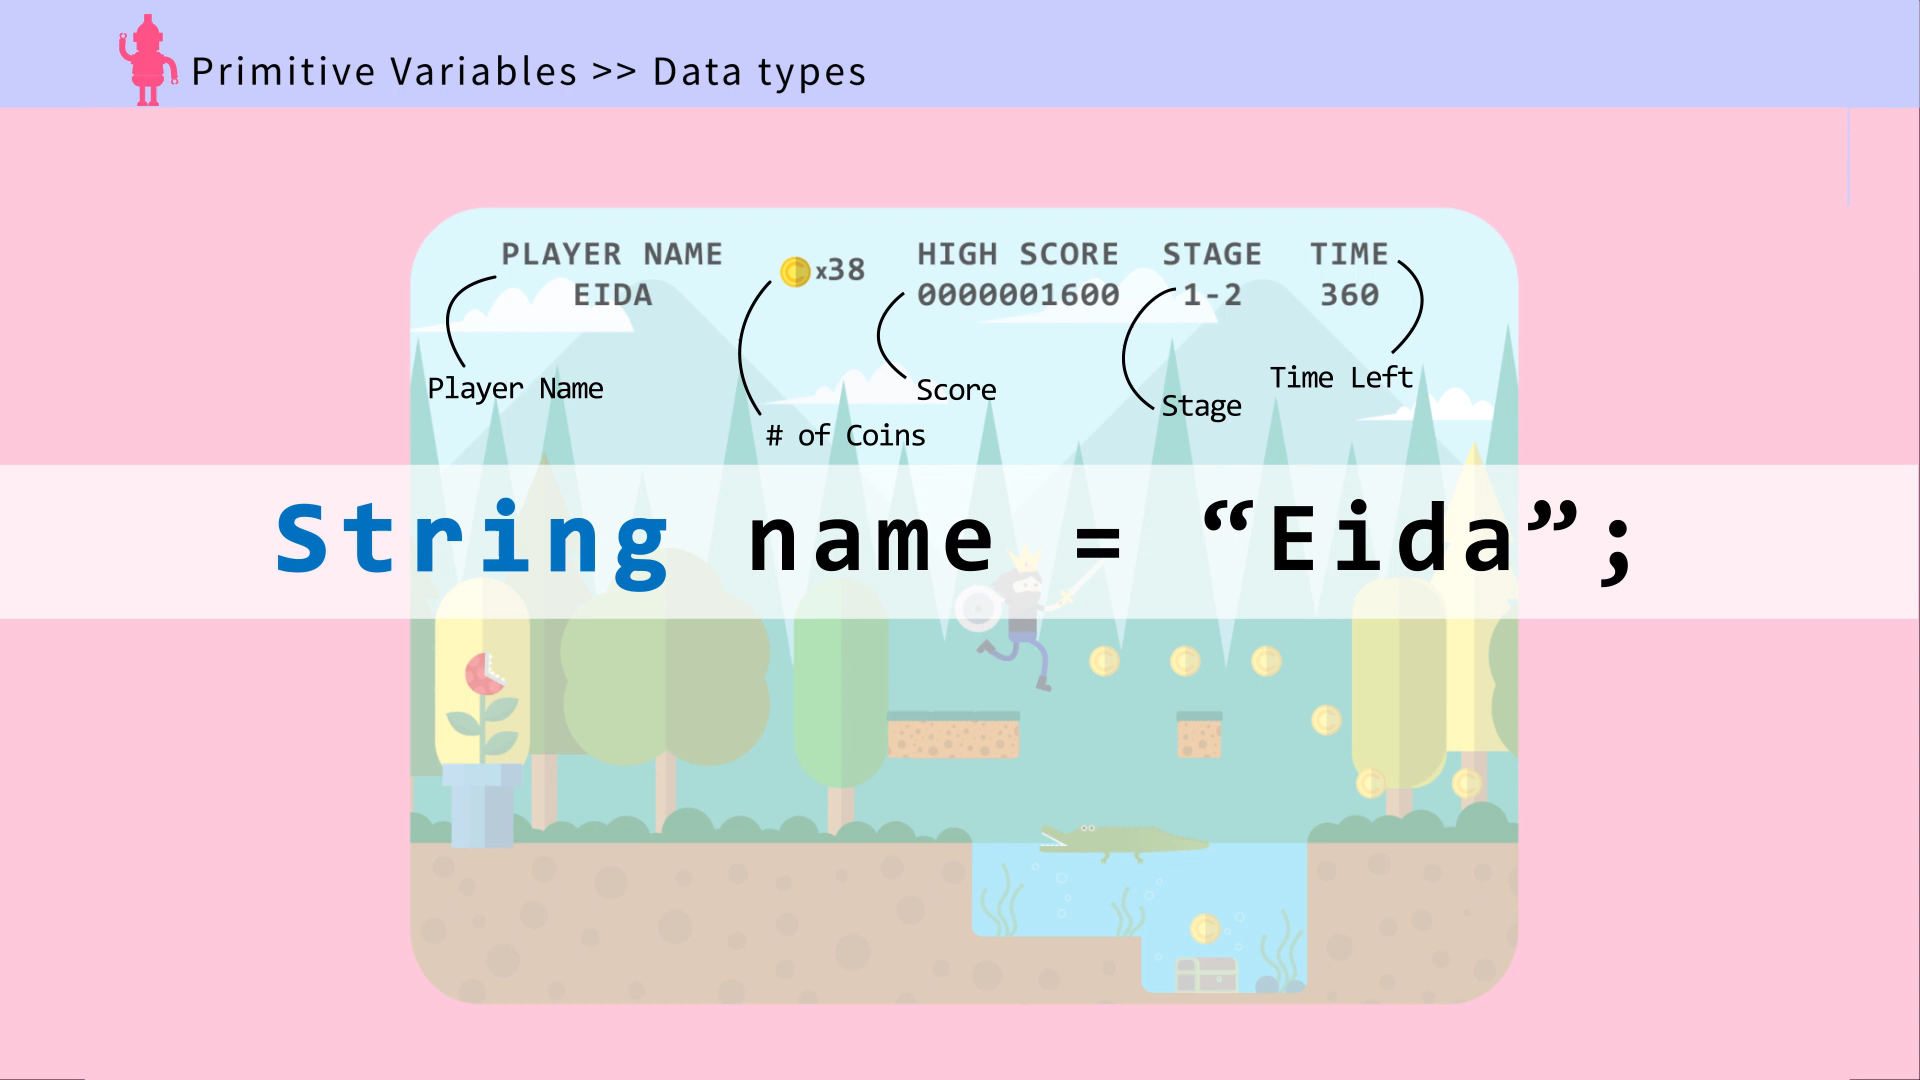 Primitive Variables >> Data types
PLAYER NAME
EIDA
x38
HIGH SCORE
0000001600
STAGE
1-2
TIME
360
Player Name
# of Coins
Score
Stage
Time Left
String name = “Eida”;